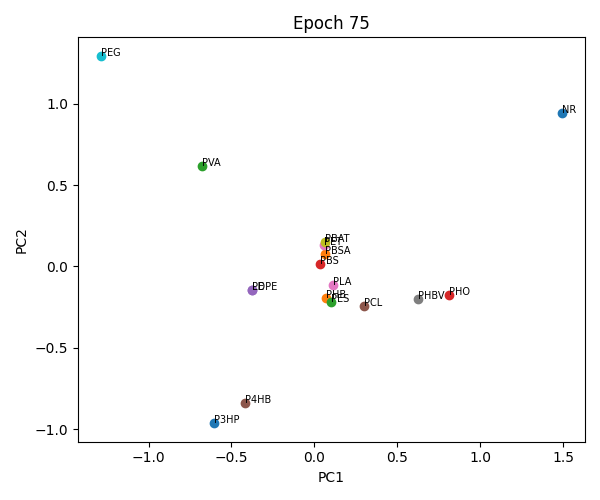 Epoch 75
PEG
NR
PVA
PBAT
PET
PBSA
PBS
PE
LDPE
PLA
PHB
PES
PCL
PHBV
PHO
P4HB
P3HP
1.0
0.5
0.0
−0.5
−1.0
PC2
−1.0 −0.5 0.0 0.5 1.0 1.5
PC1